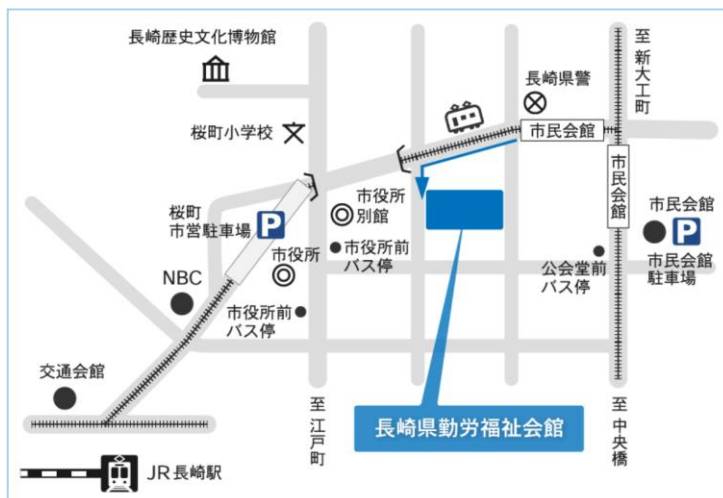 長崎歴史文化博物館
桜町小学校
長崎県警
至新大工町
市民会館
市民会館
市民会館
P
市民会館
駐車場
公会堂前
バス停
市役所
別館
市役所前
バス停
桜町
市営駐車場
P
市役所
市役所前
バス停
NBC
交通会館
JR長崎駅
至江戸町
長崎県勤労福祉会館
至中央橋